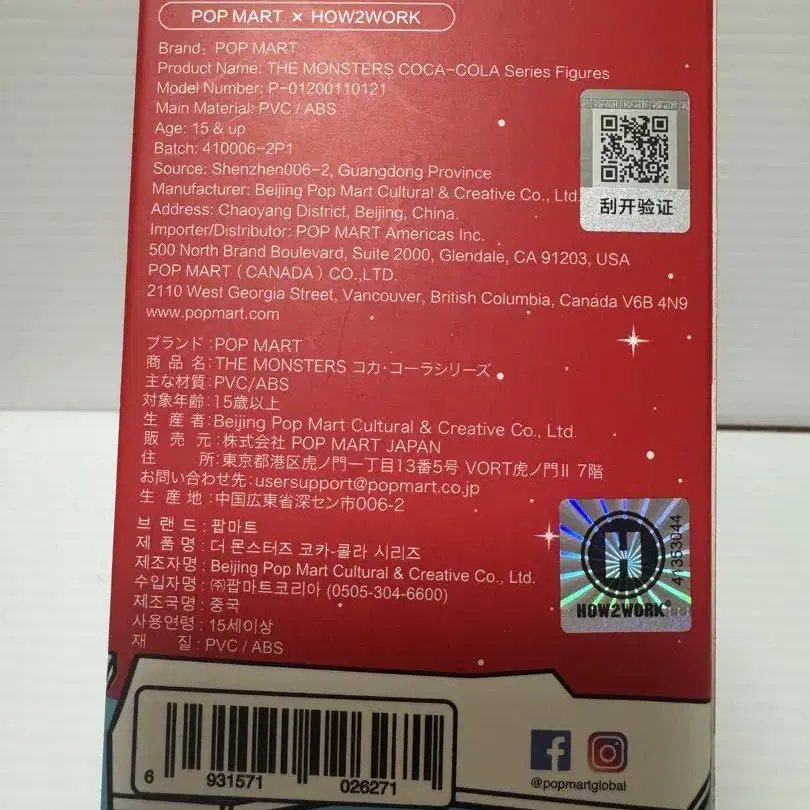 POP MART × HOW2WORK
Brand: POP MART
Product Name: THE MONSTERS COCA-COLA Series Figures
Model Number: P-01200110121
Main Material: PVC / ABS
Age: 15 & up
Batch: 410006-2P1
Source: Shenzhen006-2, Guangdong Province
Manufacturer: Beijing Pop Mart Cultural & Creative Co., Ltd.
Address: Chaoyang District, Beijing, China.
Importer/Distributor: POP MART Americas Inc.
500 North Brand Boulevard, Suite 2000, Glendale, CA 91203, USA
POP MART ( CANADA ) CO.,LTD.
2110 West Georgia Street, Vancouver, British Columbia, Canada V6B 4N9
www.popmart.com
刮开验证
ブランド:POP MART
商品名:THE MONSTERS コカ・コーラシリーズ
主な材質:PVC/ABS
対象年齢:15歳以上
生産者:Beijing Pop Mart Cultural & Creative Co., Ltd.
販売元:株式会社 POP MART JAPAN
住所:東京都港区虎ノ門一丁目13番5号 VORT虎ノ門II 7階
お問い合わせ先:usersupport@popmart.co.jp
生産地:中国広東省深セン市006-2
브랜드 : 팝마트
제품명 : 더 몬스터즈 코카-콜라 시리즈
제조자명 : Beijing Pop Mart Cultural & Creative Co., Ltd.
수입자명 : ㈜팝마트코리아 (0505-304-6600)
제조국명 : 중국
사용연령 : 15세이상
재질 : PVC / ABS
HOW2WORK®
41363044
6 931571 026271
@popmartglobal